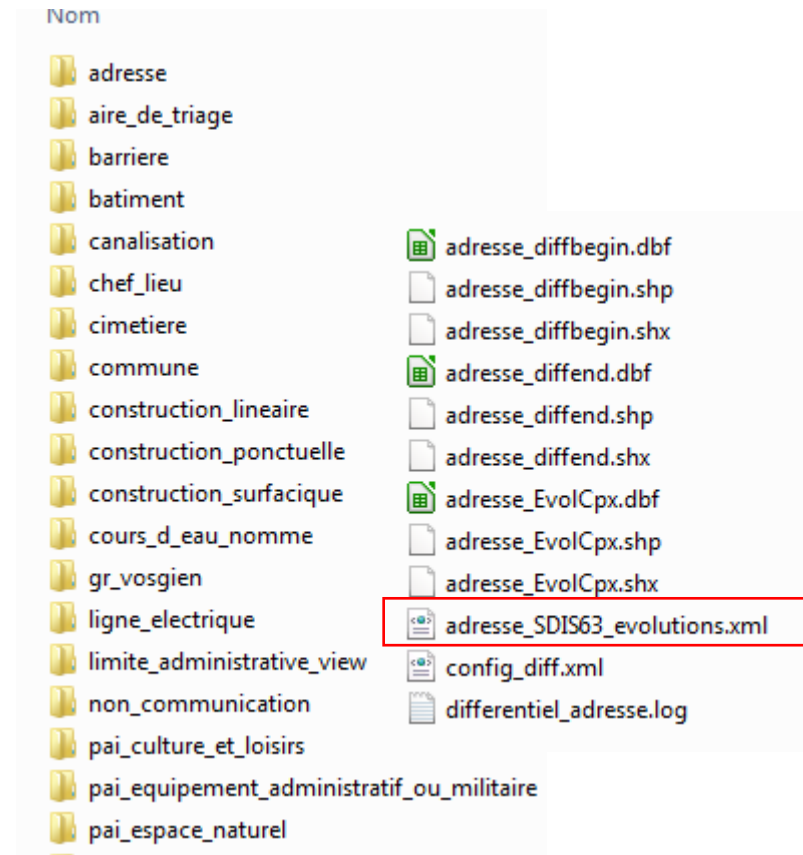 Nom
adresse
aire_de_triage
barriere
batiment
canalisation
chef_lieu
cimetiere
commune
construction_lineaire
construction_ponctuelle
construction_surfacique
cours_d_eau_nomme
gr_vosgien
ligne_electrique
limite_administrative_view
non_communication
pai_culture_et_loisirs
pai_equipement_administratif_ou_militaire
pai_espace_naturel
adresse_diffbegin.dbf
adresse_diffbegin.shp
adresse_diffbegin.shx
adresse_diffend.dbf
adresse_diffend.shp
adresse_diffend.shx
adresse_EvolCpx.dbf
adresse_EvolCpx.shp
adresse_EvolCpx.shx
adresse_SDIS63_evolutions.xml
config_diff.xml
differentiel_adresse.log